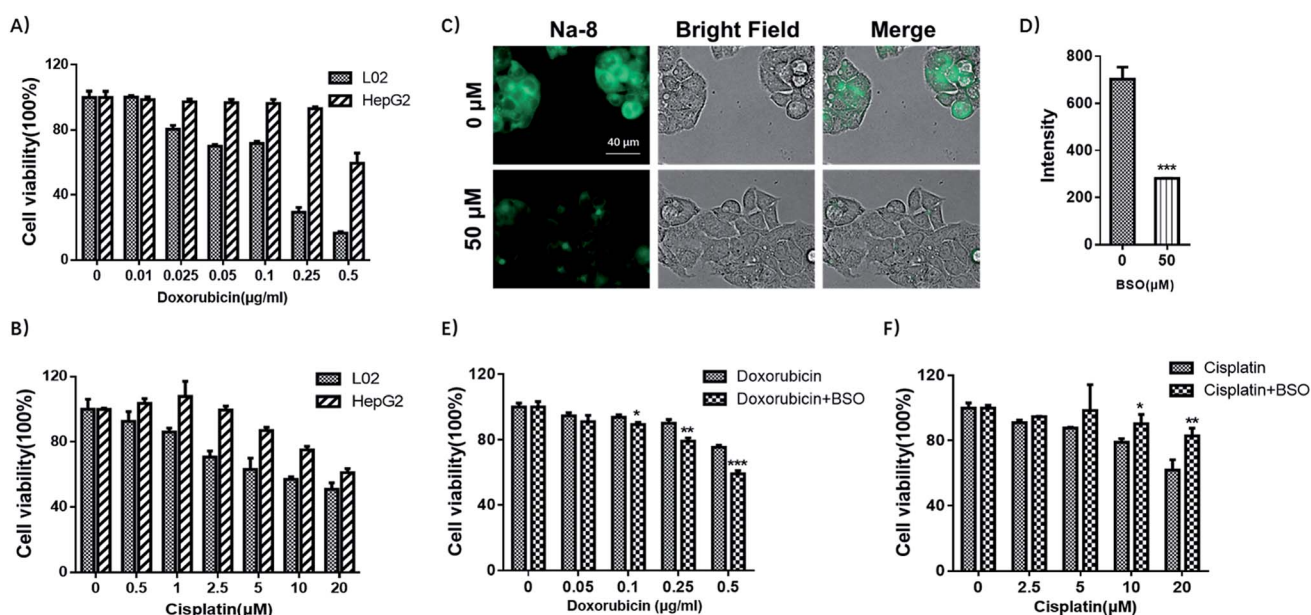 A)
Cell viability(100%)
120
80
40
0
L02
HepG2
0 0.01 0.025 0.05 0.1 0.25 0.5
Doxorubicin(µg/ml)
C)
Na-8 Bright Field Merge
0 µM
40 µm
50 µM
D)
Intensity
800
600
400
200
0
***
0 50
BSO(µM)
B)
Cell viability(100%)
120
80
40
0
L02
HepG2
0 0.5 1 2.5 5 10 20
Cisplatin(µM)
E)
Cell viability(100%)
120
80
40
0
Doxorubicin
Doxorubicin+BSO
* ** ***
0 0.05 0.1 0.25 0.5
Doxorubicin (µg/ml)
F)
Cell viability(100%)
120
80
40
0
Cisplatin
Cisplatin+BSO
* **
0 2.5 5 10 20
Cisplatin(µM)